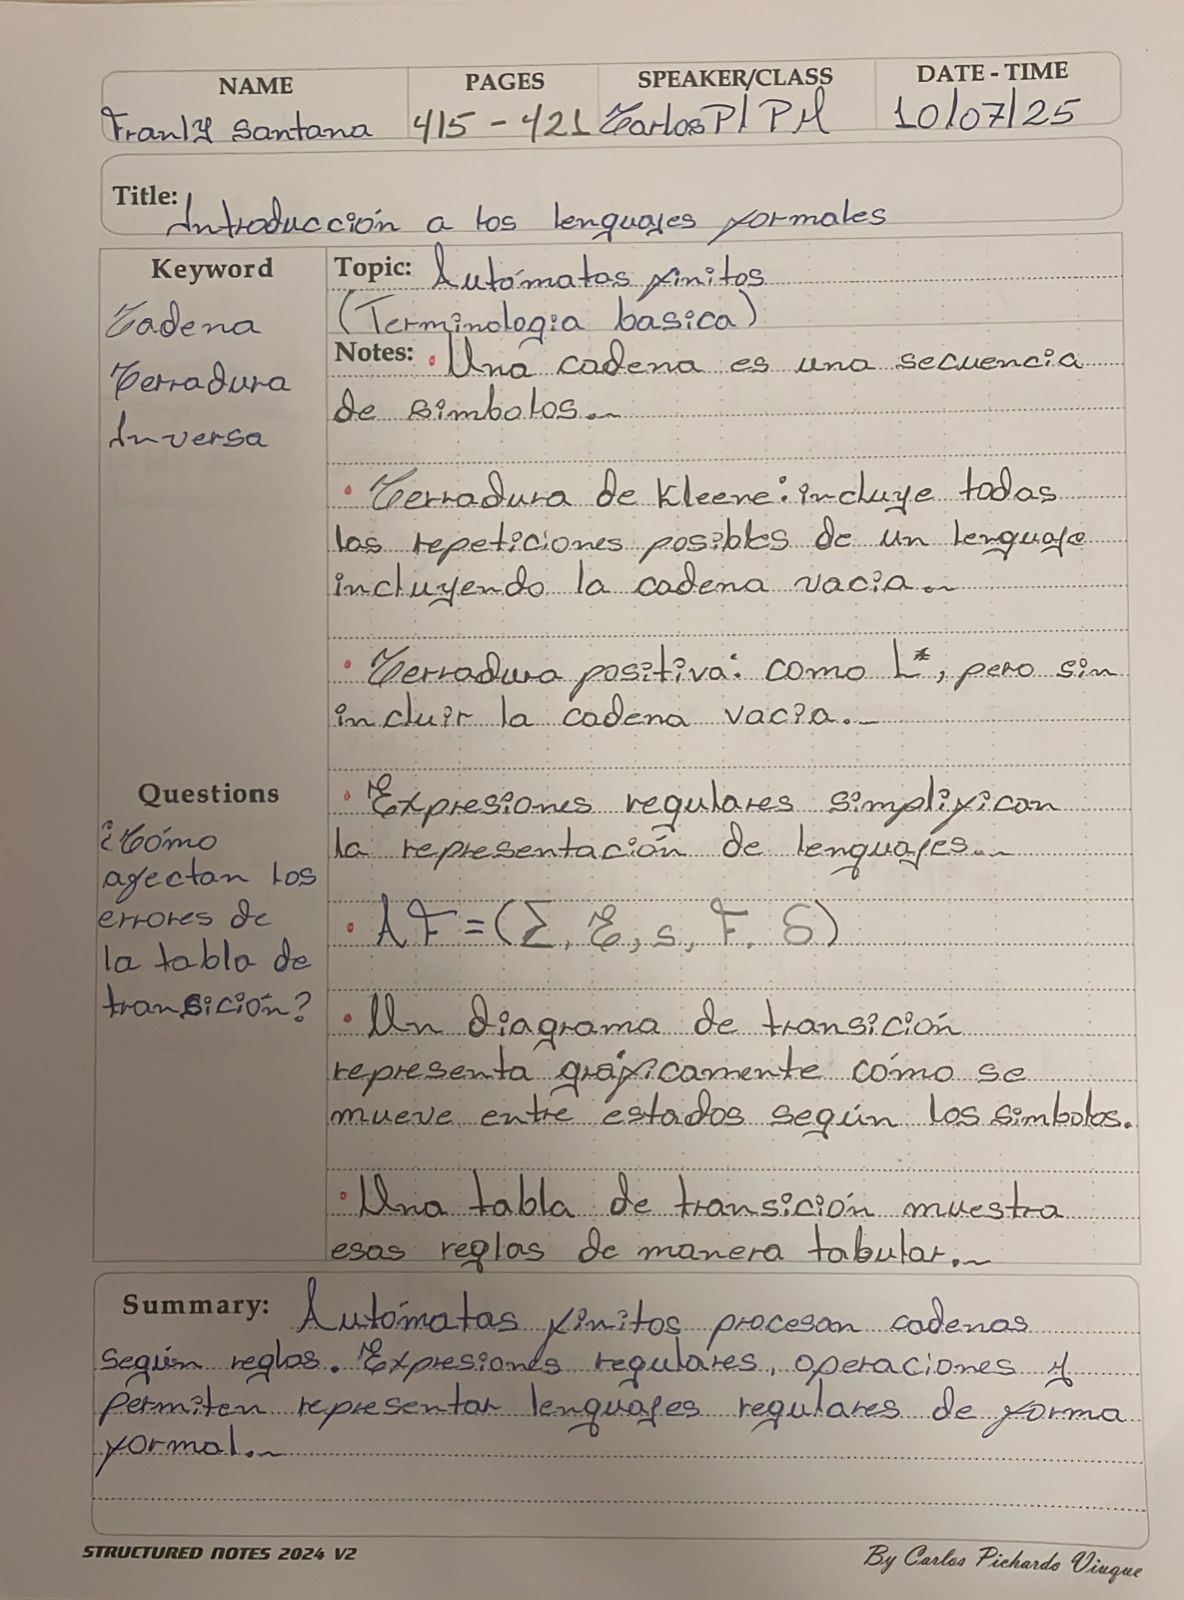 NAME PAGES SPEAKER/CLASS DATE - TIME
Franly Santana 415 - 421 Carlos P/ PM 10/07/25
Title: Introducción a los lenguajes formales
Keyword
Cadena
Cerradura
Inversa
Topic: Autómatas finitos
(Terminologia basica)
Notes: • Una cadena es una secuencia
de simbolos.
• Cerradura de Kleene: incluye todas
las repeticiones posibles de un lenguaje
incluyendo la cadena vacia.
• Cerradura positiva: como L*, pero sin
incluir la cadena vacia.
• Expresiones regulares simplifican
la representación de lenguajes.
• AF = (Σ, E, s, F, δ)
• Un diagrama de transición
representa gráficamente cómo se
mueve entre estados según los simbolos.
• Una tabla de transición muestra
esas reglas de manera tabular.
Questions
¿Cómo
afectan los
errores de
la tabla de
transición?
Summary: Autómatas finitos procesan cadenas
según reglas. Expresiones regulares, operaciones y
permiten representar lenguajes regulares de forma
formal.
STRUCTURED NOTES 2024 V2
By Carlos Pichardo Viuque